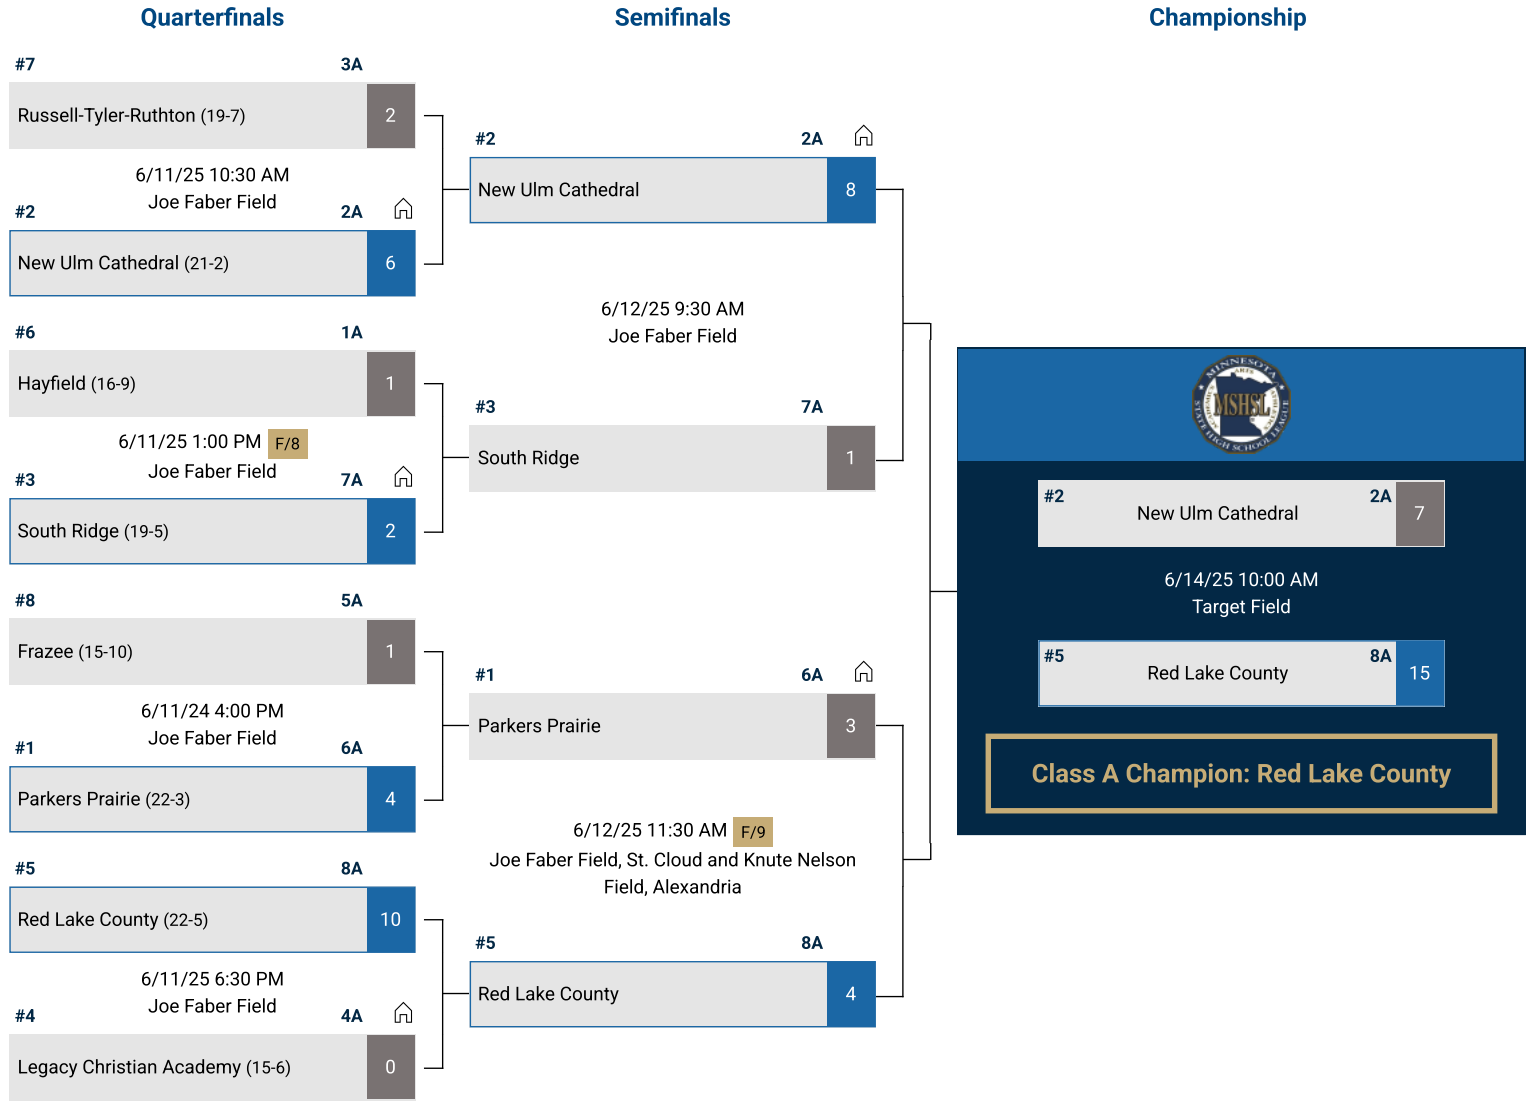 Quarterfinals
Semifinals
Championship
#7 3A
Russell-Tyler-Ruthton (19-7) 2
6/11/25 10:30 AM
Joe Faber Field
#2 2A
New Ulm Cathedral (21-2) 6
#6 1A
Hayfield (16-9) 1
6/11/25 1:00 PM F/8
Joe Faber Field
#3 7A
South Ridge (19-5) 2
#8 5A
Frazee (15-10) 1
6/11/24 4:00 PM
Joe Faber Field
#1 6A
Parkers Prairie (22-3) 4
#5 8A
Red Lake County (22-5) 10
6/11/25 6:30 PM
Joe Faber Field
#4 4A
Legacy Christian Academy (15-6) 0
#2 2A
New Ulm Cathedral 8
6/12/25 9:30 AM
Joe Faber Field
#3 7A
South Ridge 1
#1 6A
Parkers Prairie 3
6/12/25 11:30 AM F/9
Joe Faber Field, St. Cloud and Knute Nelson
Field, Alexandria
#5 8A
Red Lake County 4
MINNESOTA
STATE HIGH SCHOOL LEAGUE
ARTS
MSHSL
#2 2A
New Ulm Cathedral 7
6/14/25 10:00 AM
Target Field
#5 8A
Red Lake County 15
Class A Champion: Red Lake County